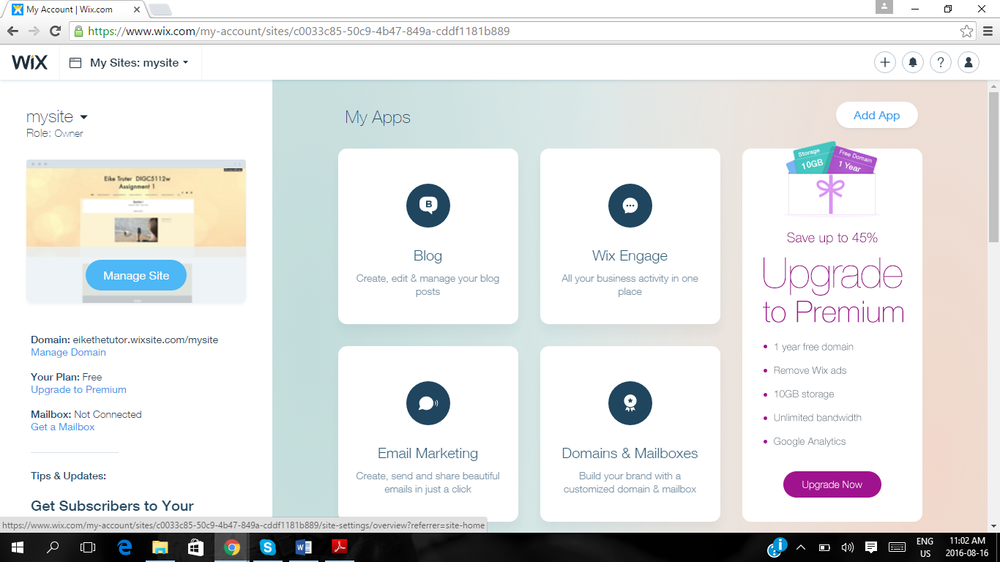 My Account | Wix.com
https://www.wix.com/my-account/sites/c0033c85-50c9-4b47-849a-cddf1181b889
WiX
My Sites: mysite
?
mysite
Role: Owner
Eike Truter DIGC5112w
Assignment 1
Manage Site
Domain: eikethetutor.wixsite.com/mysite
Manage Domain
Your Plan: Free
Upgrade to Premium
Mailbox: Not Connected
Get a Mailbox
Tips & Updates:
Get Subscribers to Your
My Apps
Add App
B
Blog
Create, edit & manage your blog
posts
Wix Engage
All your business activity in one
place
Email Marketing
Create, send and share beautiful
emails in just a click
Domains & Mailboxes
Build your brand with a
customized domain & mailbox
Storage
10GB
Free Domain
1 Year
Save up to 45%
Upgrade
to Premium
1 year free domain
Remove Wix ads
10GB storage
Unlimited bandwidth
Google Analytics
Upgrade Now
https://www.wix.com/my-account/sites/c0033c85-50c9-4b47-849a-cddf1181b889/site-settings/overview?referrer=site-home
ENG
US
11:02 AM
2016-08-16